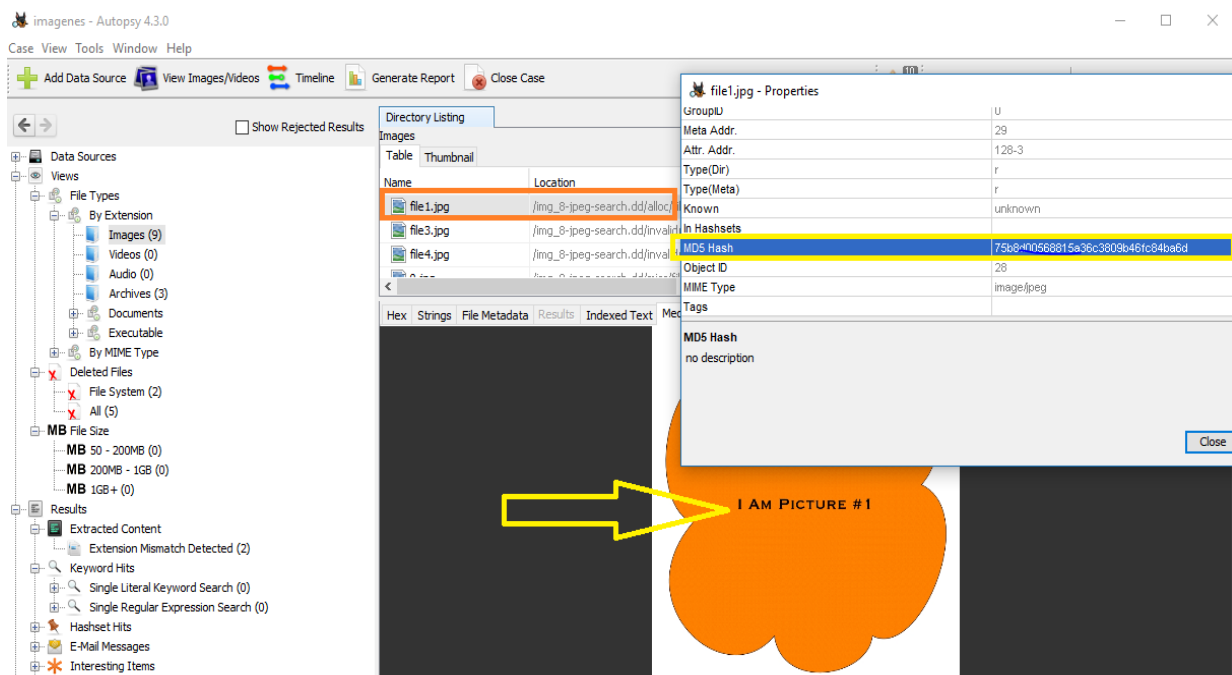 imagenes - Autopsy 4.3.0
Case View Tools Window Help
Add Data Source View Images/Videos Timeline Generate Report Close Case
10
Show Rejected Results
Data Sources
Views
File Types
By Extension
Images (9)
Videos (0)
Audio (0)
Archives (3)
Documents
Executable
By MIME Type
Deleted Files
File System (2)
All (5)
MB File Size
MB 50 - 200MB (0)
MB 200MB - 1GB (0)
MB 1GB+ (0)
Results
Extracted Content
Extension Mismatch Detected (2)
Keyword Hits
Single Literal Keyword Search (0)
Single Regular Expression Search (0)
Hashset Hits
E-Mail Messages
Interesting Items
Directory Listing
Images
Table Thumbnail
Name Location
file1.jpg /img_8-jpeg-search.dd/alloc/
file3.jpg /img_8-jpeg-search.dd/invalid
file4.jpg /img_8-jpeg-search.dd/inval
Hex Strings File Metadata Results Indexed Text Med
I Am Picture #1
file1.jpg - Properties
GroupID 0
Meta Addr. 29
Attr. Addr. 128-3
Type(Dir) r
Type(Meta) r
Known unknown
In Hashsets
MD5 Hash 75b8d00568815a36c3809b46fc84ba6d
Object ID 28
MIME Type image/jpeg
Tags
MD5 Hash
no description
Close